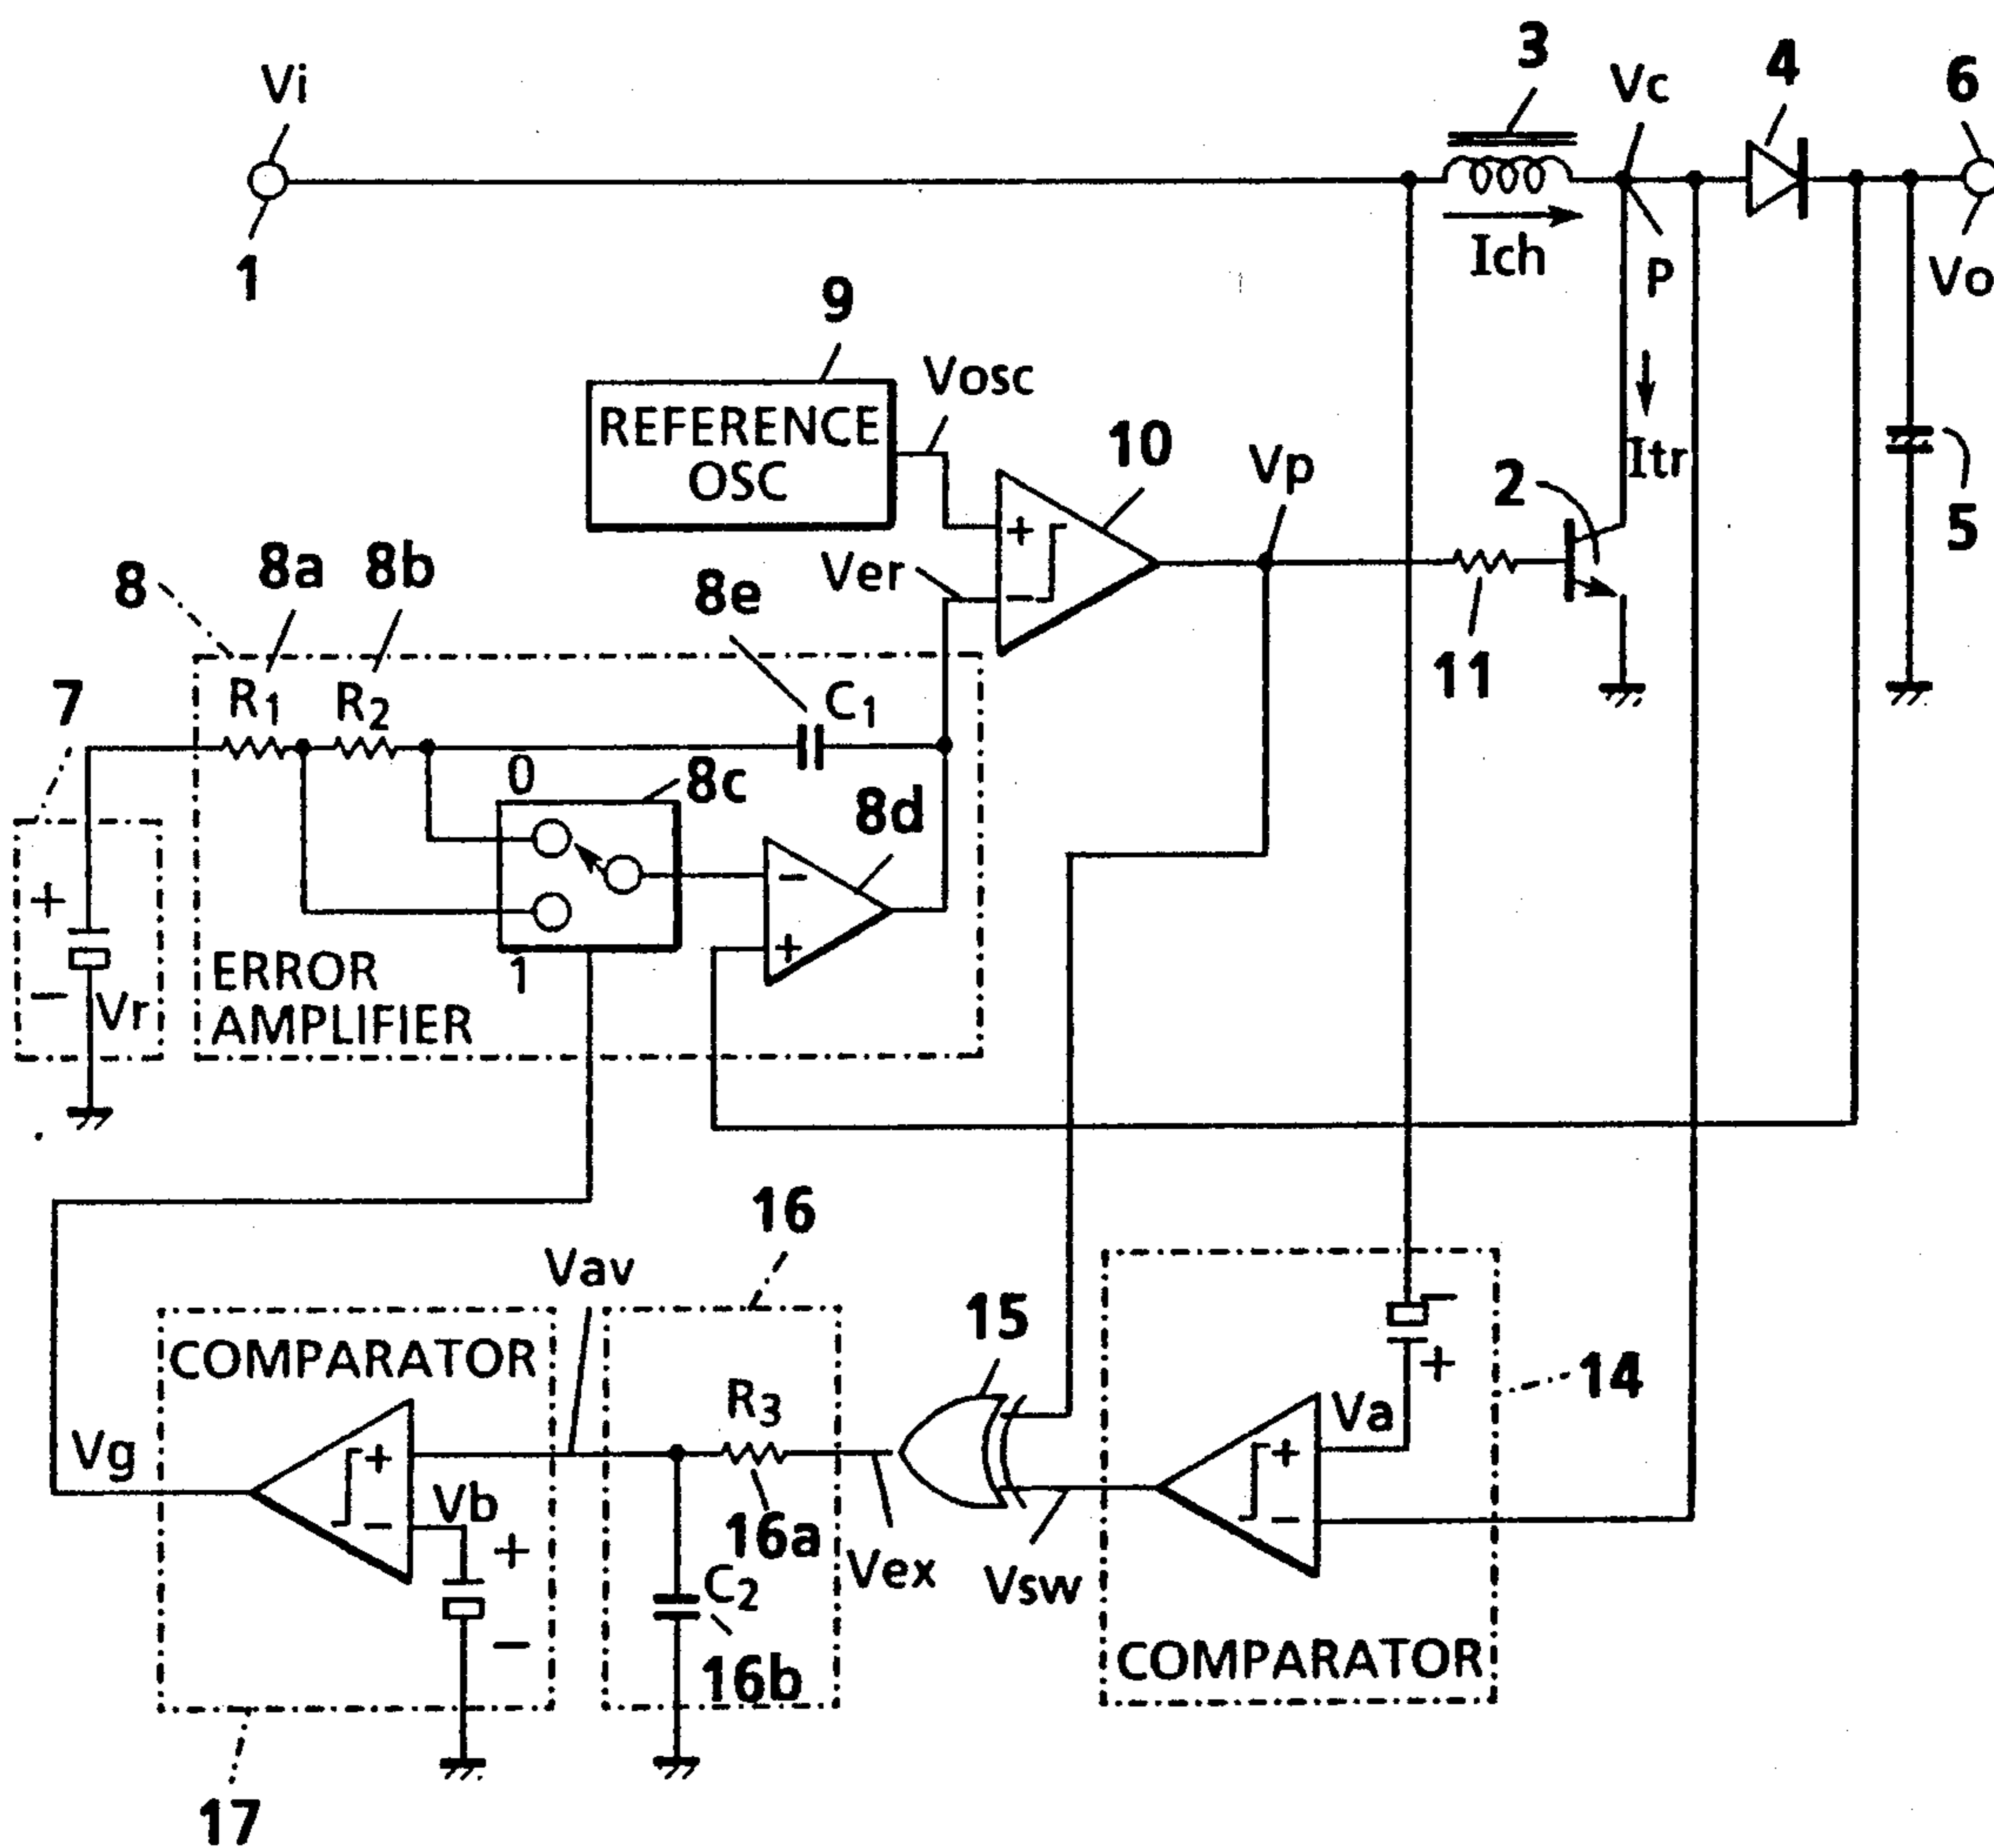 3
Vi
Vc
4
6
1
Ich
P
Vo
9
Vosc
REFERENCE
OSC
10
Vp
Itr
2
5
+
Ver
−
8
8a
8b
8e
11
7
R1
R2
C1
0
8c
8d
−
+
+
−
Vr
1
ERROR
AMPLIFIER
16
Vav
15
−
+
14
COMPARATOR
R3
Va
Vg
+
+
Vb
−
+
16a
Vex
Vsw
−
C2
−
16b
COMPARATOR
17